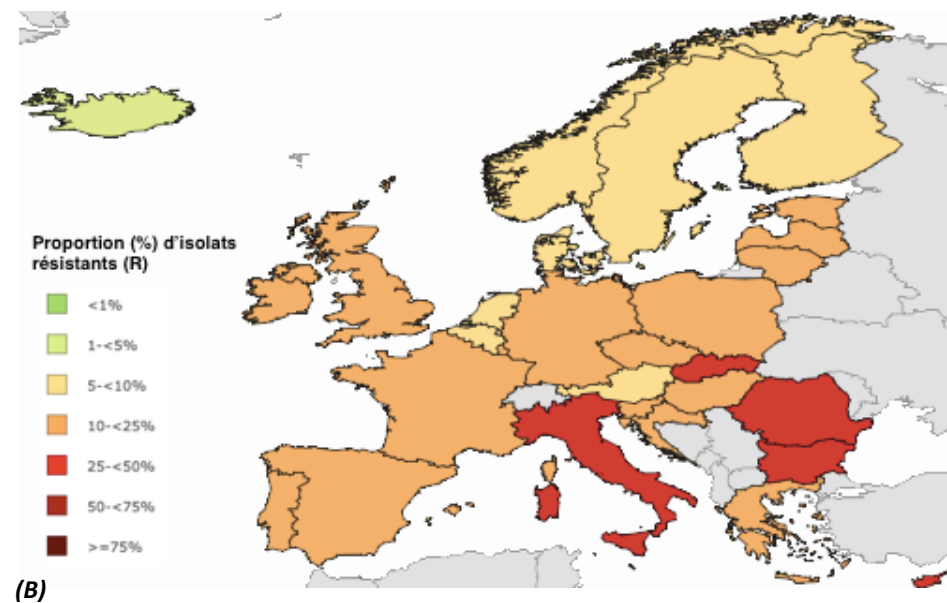 Proportion (%) d'isolats
résistants (R)
<1%
1-<5%
5-<10%
10-<25%
25-<50%
50-<75%
>=75%
(B)